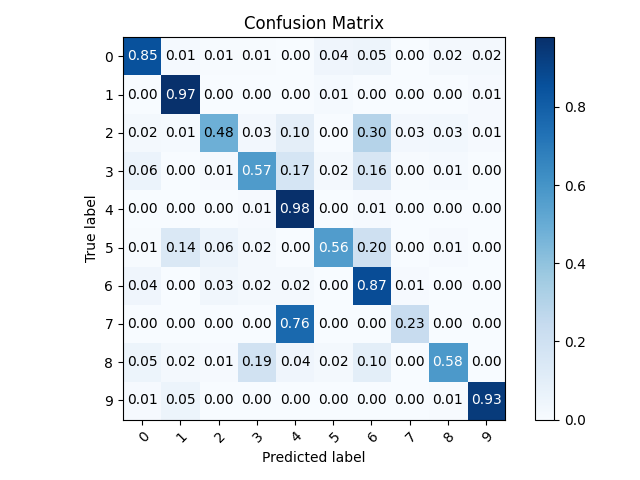 Confusion Matrix
0 0.85 0.01 0.01 0.01 0.00 0.04 0.05 0.00 0.02 0.02
1 0.00 0.97 0.00 0.00 0.00 0.01 0.00 0.00 0.00 0.01
2 0.02 0.01 0.48 0.03 0.10 0.00 0.30 0.03 0.03 0.01
3 0.06 0.00 0.01 0.57 0.17 0.02 0.16 0.00 0.01 0.00
4 0.00 0.00 0.00 0.01 0.98 0.00 0.01 0.00 0.00 0.00
5 0.01 0.14 0.06 0.02 0.00 0.56 0.20 0.00 0.01 0.00
6 0.04 0.00 0.03 0.02 0.02 0.00 0.87 0.01 0.00 0.00
7 0.00 0.00 0.00 0.00 0.76 0.00 0.00 0.23 0.00 0.00
8 0.05 0.02 0.01 0.19 0.04 0.02 0.10 0.00 0.58 0.00
9 0.01 0.05 0.00 0.00 0.00 0.00 0.00 0.00 0.01 0.93
0 1 2 3 4 5 6 7 8 9
True label
Predicted label
0.8
0.6
0.4
0.2
0.0